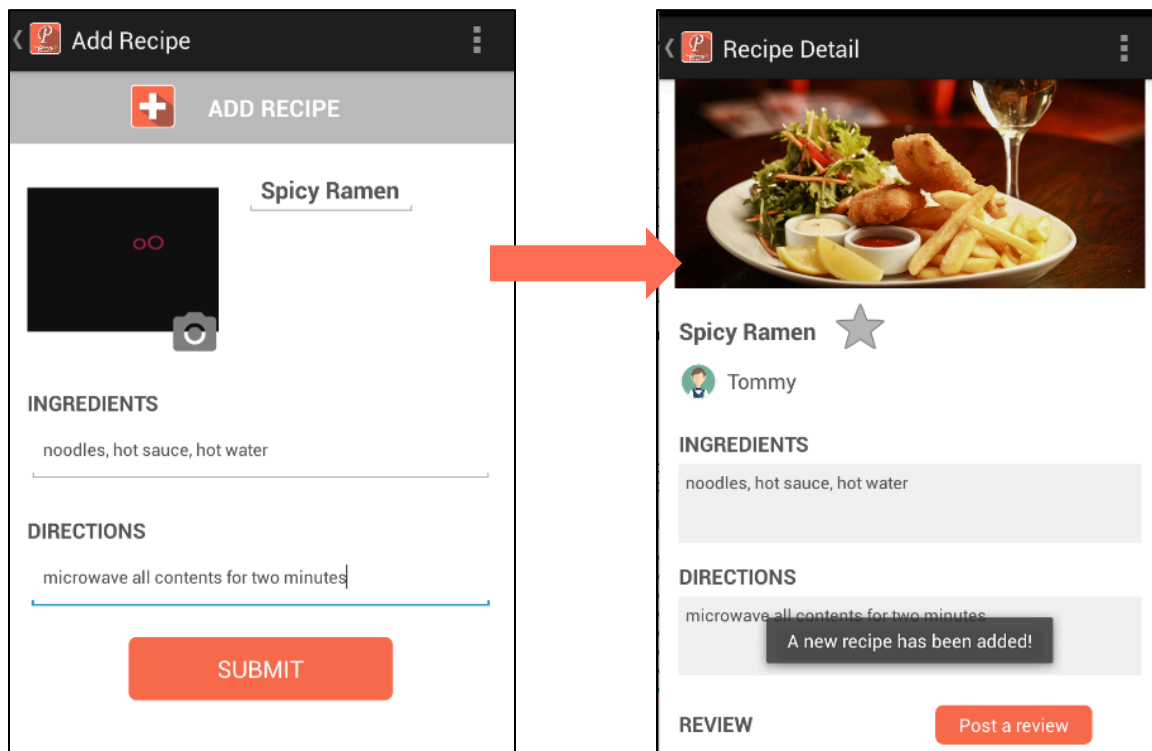 Add Recipe
ADD RECIPE
Spicy Ramen
INGREDIENTS
noodles, hot sauce, hot water
DIRECTIONS
microwave all contents for two minutes
SUBMIT
Recipe Detail
Spicy Ramen
Tommy
INGREDIENTS
noodles, hot sauce, hot water
DIRECTIONS
microwave all contents for two minutes
A new recipe has been added!
REVIEW
Post a review